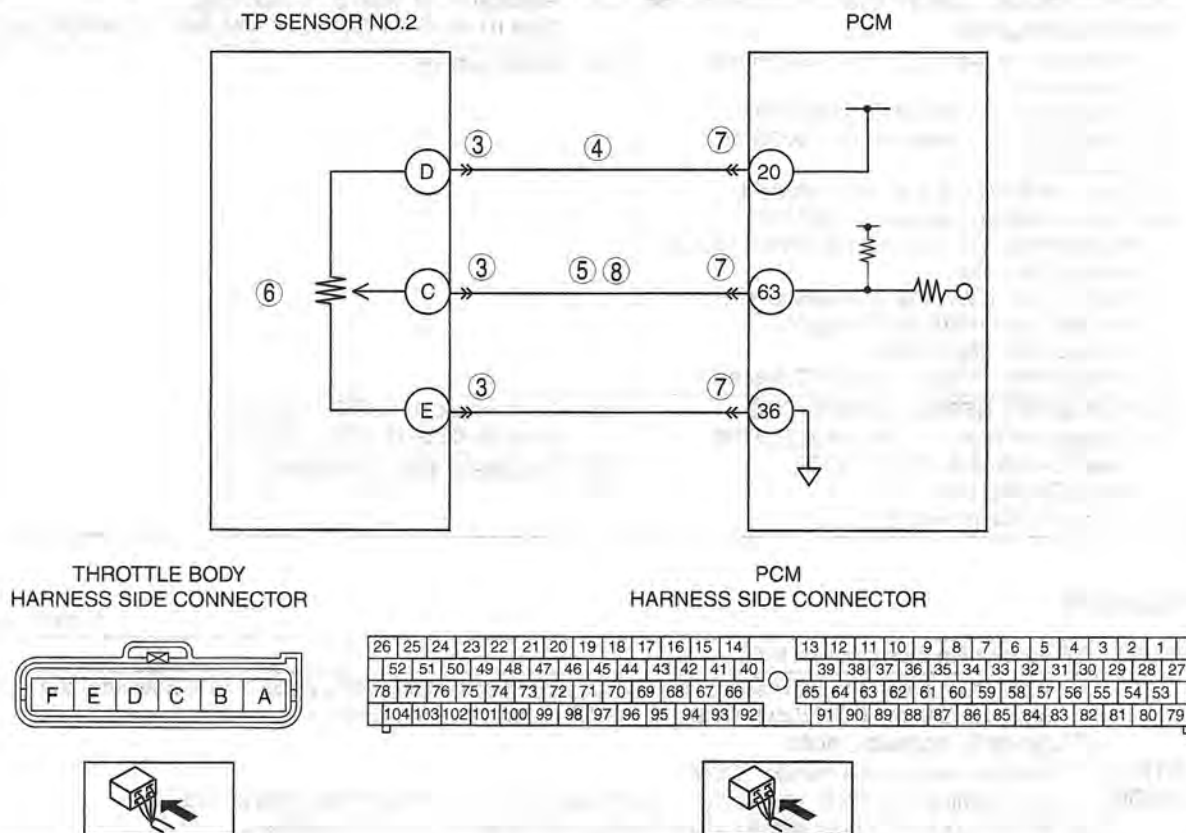 TP SENSOR NO.2 PCM
D ③ ④ ⑦ 20
⑥ C ③ ⑤ ⑧ ⑦ 63
E ③ ⑦ 36
THROTTLE BODY
HARNESS SIDE CONNECTOR
F E D C B A
PCM
HARNESS SIDE CONNECTOR
26 25 24 23 22 21 20 19 18 17 16 15 14 13 12 11 10 9 8 7 6 5 4 3 2 1
52 51 50 49 48 47 46 45 44 43 42 41 40 39 38 37 36 35 34 33 32 31 30 29 28 27
78 77 76 75 74 73 72 71 70 69 68 67 66 65 64 63 62 61 60 59 58 57 56 55 54 53
104 103 102 101 100 99 98 97 96 95 94 93 92 91 90 89 88 87 86 85 84 83 82 81 80 79